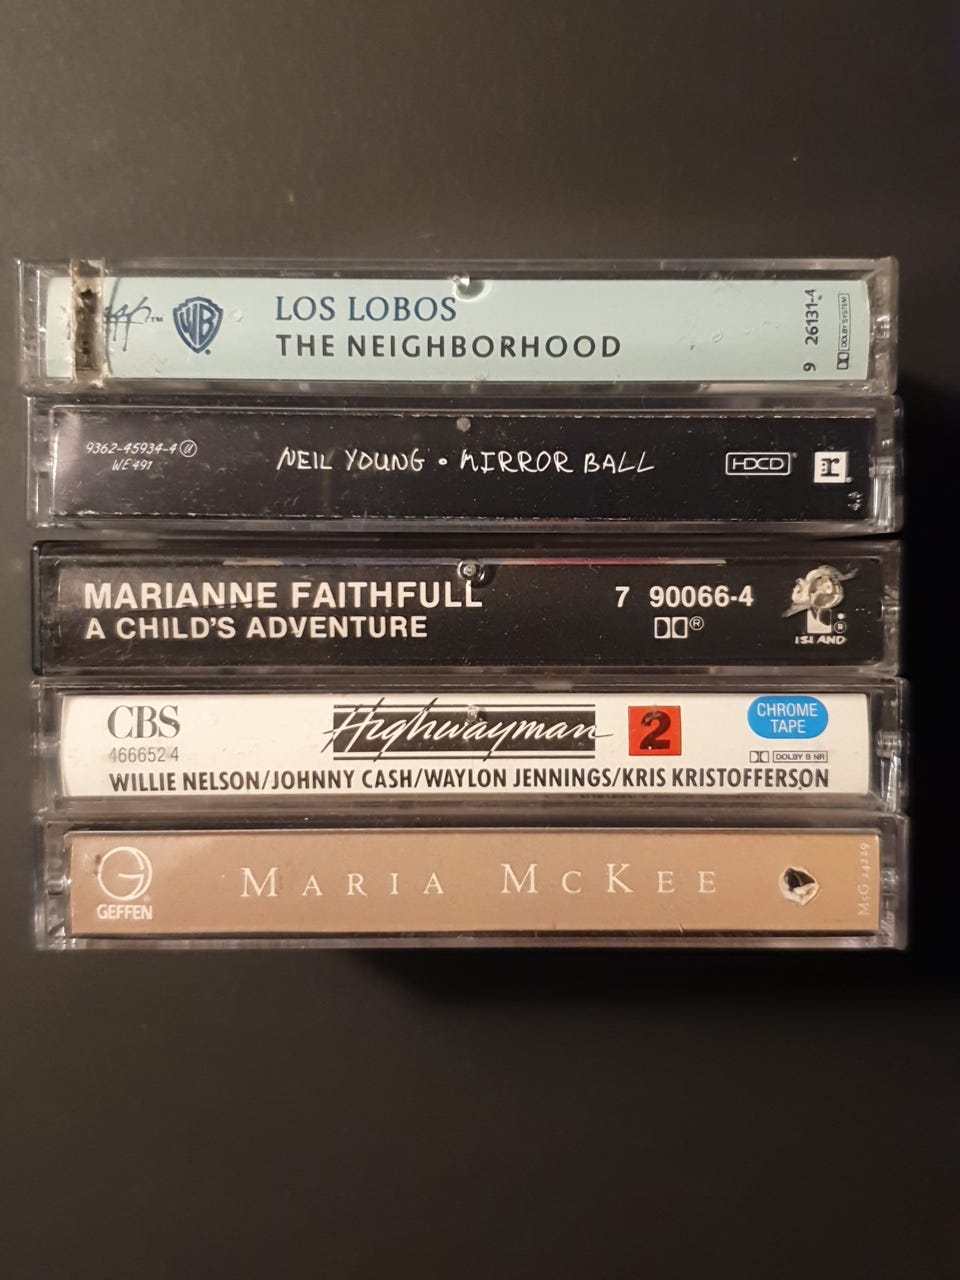 WB
LOS LOBOS
THE NEIGHBORHOOD
9 26131-4
DOLBY SYSTEM
9362-45934-4 U
WE 491
NEIL YOUNG • MIRROR BALL
HDCD
r
MARIANNE FAITHFULL
A CHILD'S ADVENTURE
7 90066-4
ISLAND
CBS
466652 4
Highwayman 2
CHROME
TAPE
DOLBY B NR
WILLIE NELSON/JOHNNY CASH/WAYLON JENNINGS/KRIS KRISTOFFERSON
G
GEFFEN
MARIA MCKEE
M5G 24229